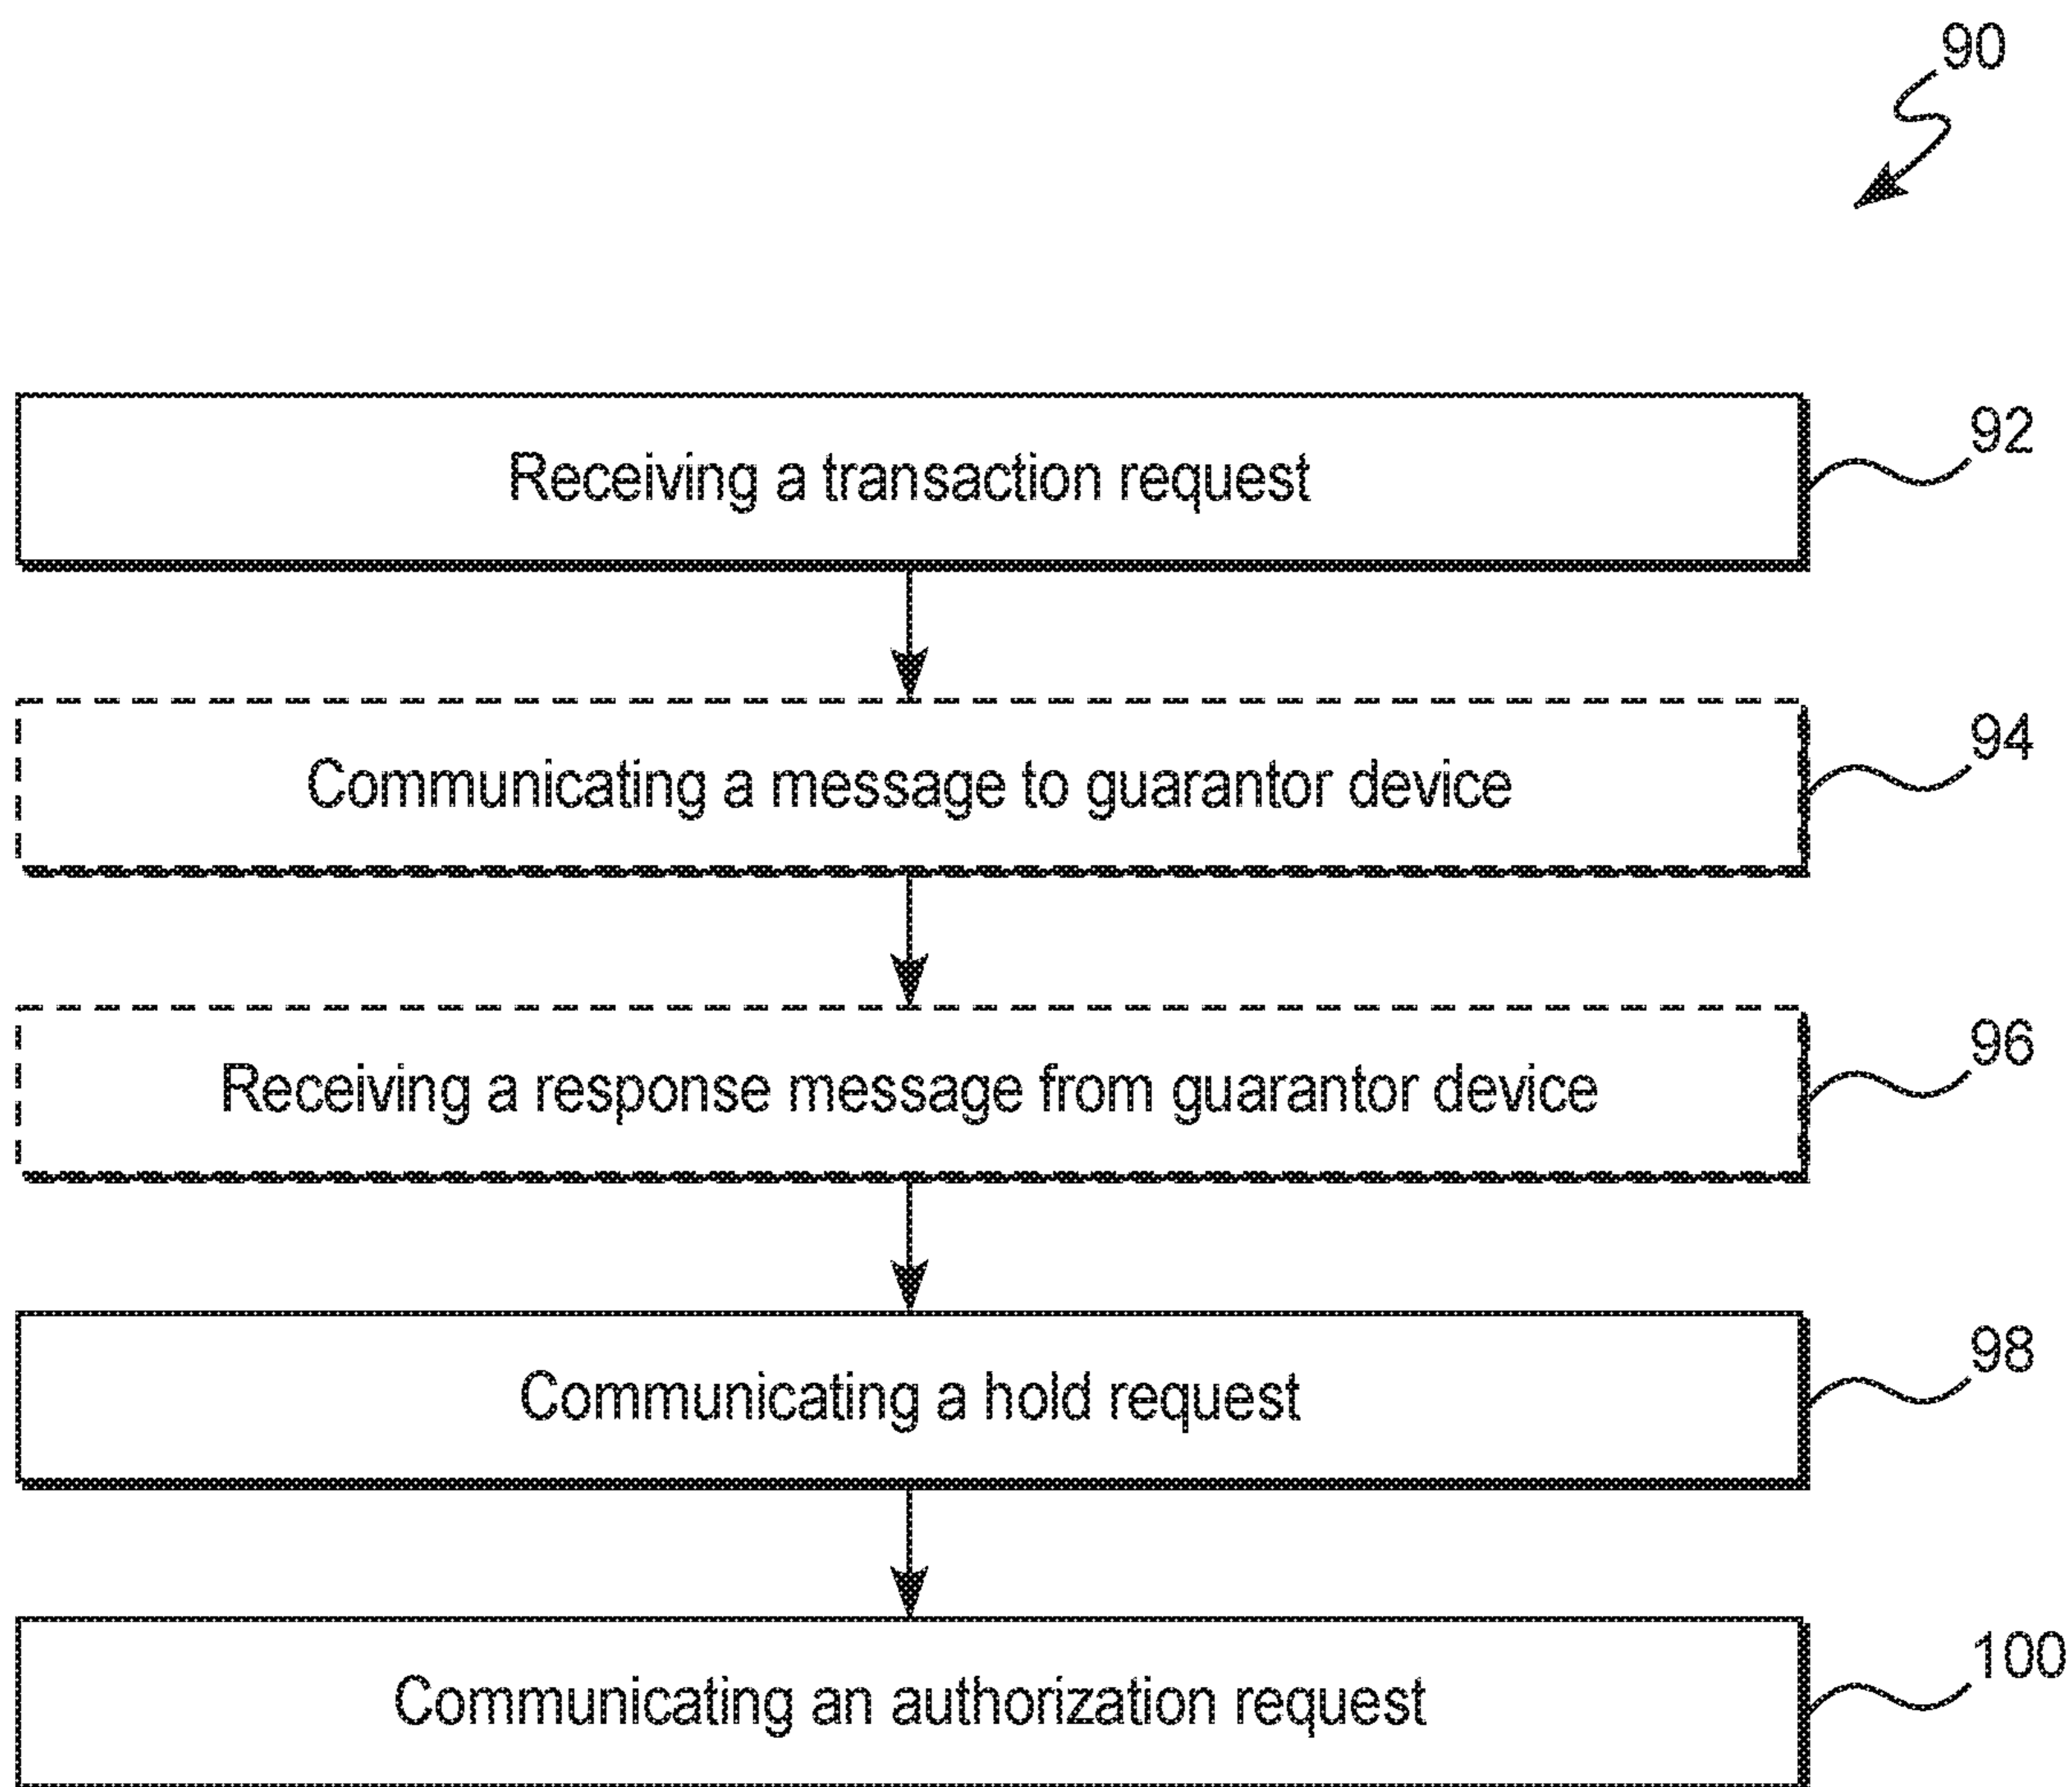 90
Receiving a transaction request
92
Communicating a message to guarantor device
94
Receiving a response message from guarantor device
96
Communicating a hold request
98
Communicating an authorization request
100